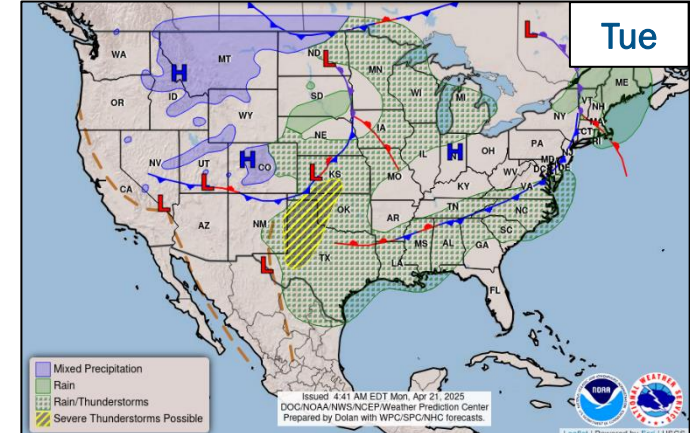 Tue
WA
MT
ND
MN
ME
OR
ID
SD
WI
MI
VT
NH
WY
NY
MA
CT
RI
NE
IA
PA
NJ
NV
UT
CO
IL
OH
MD
DE
DC
CA
KS
MO
WV
VA
KY
AZ
NM
OK
AR
TN
NC
SC
TX
MS
AL
GA
LA
FL
H
H
H
L
L
L
L
L
L
Mixed Precipitation
Rain
Rain/Thunderstorms
Severe Thunderstorms Possible
Issued 4:41 AM EDT Mon, Apr 21, 2025
DOC/NOAA/NWS/NCEP/Weather Prediction Center
Prepared by Dolan with WPC/SPC/NHC forecasts.
NOAA
NATIONAL WEATHER SERVICE